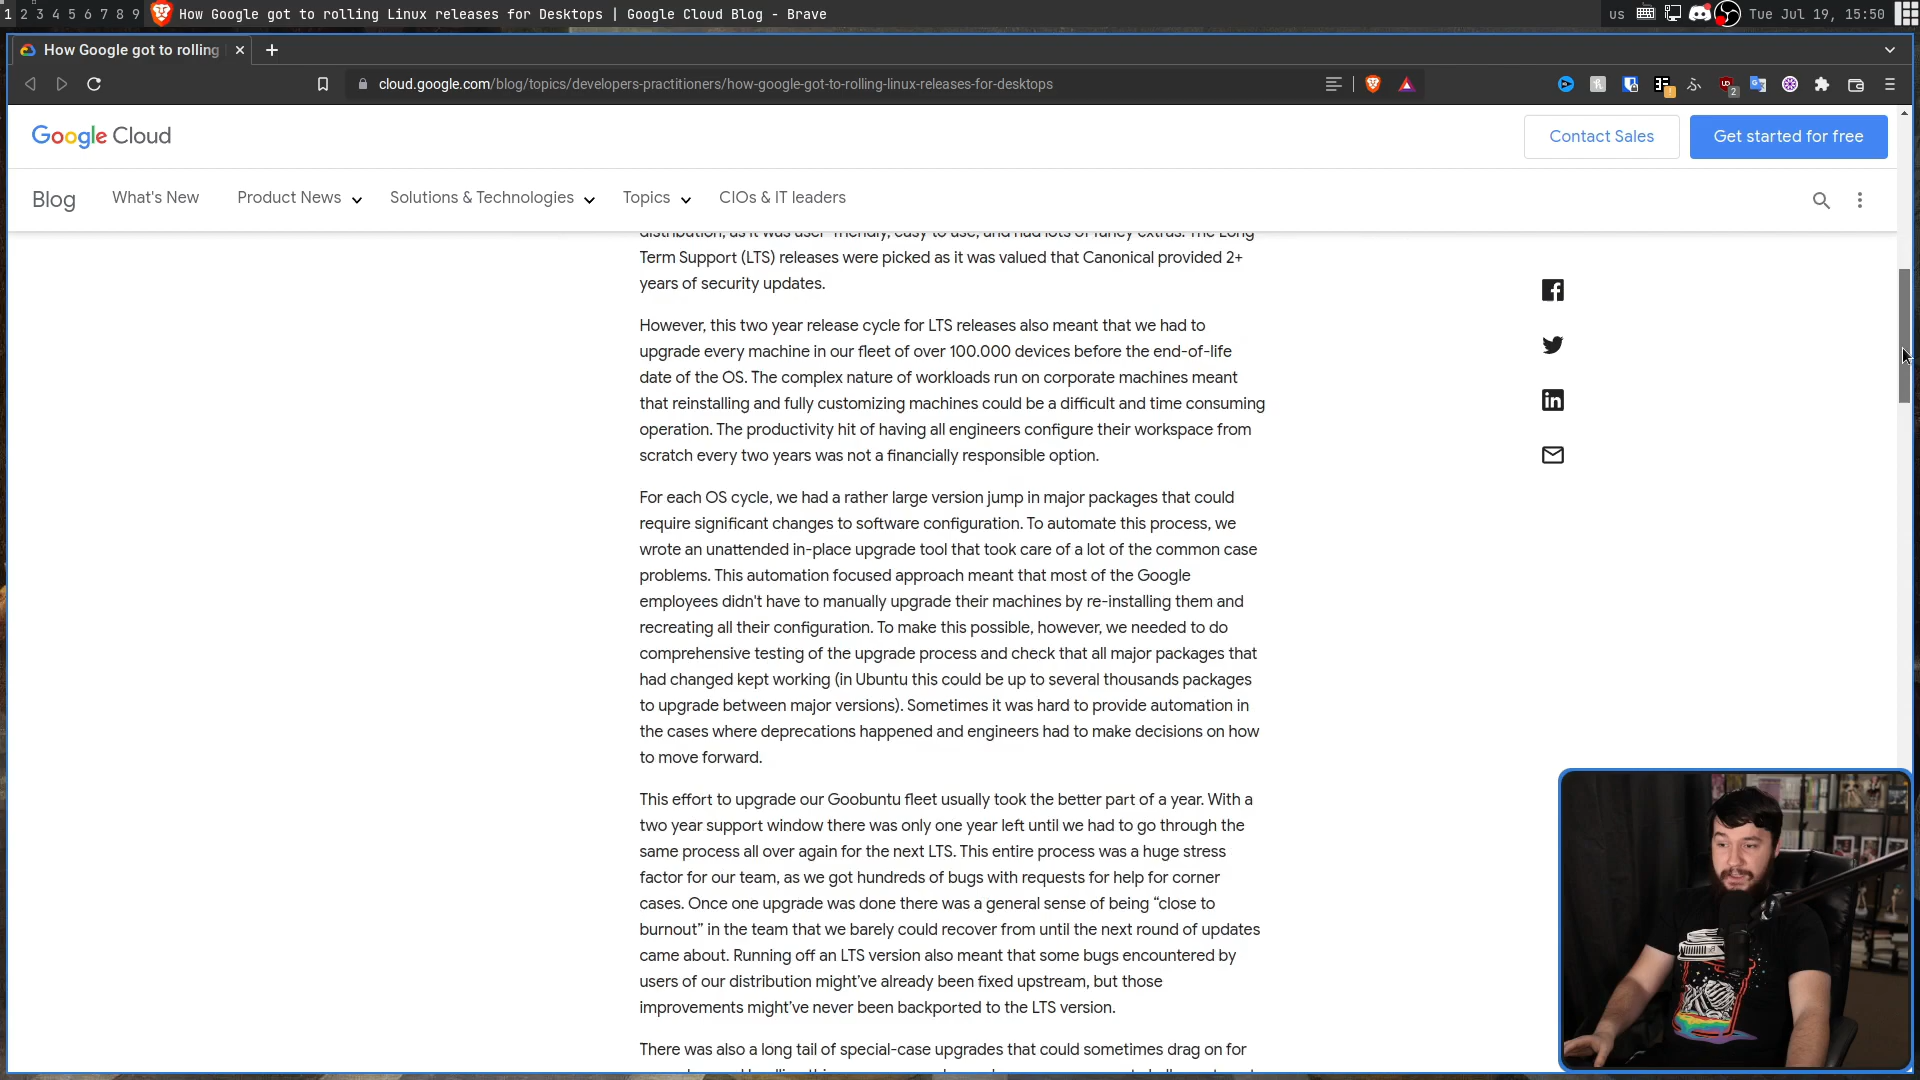 1 2 3 4 5 6 7 8 9 How Google got to rolling Linux releases for Desktops | Google Cloud Blog - Brave us Tue Jul 19, 15:50
How Google got to rolling
cloud.google.com/blog/topics/developers-practitioners/how-google-got-to-rolling-linux-releases-for-desktops
2
Google Cloud
Contact Sales
Get started for free
Blog What's New Product News Solutions & Technologies Topics CIOs & IT leaders
distribution, as it was user-friendly, easy to use, and had lots of fancy extras. The Long
Term Support (LTS) releases were picked as it was valued that Canonical provided 2+
years of security updates.
However, this two year release cycle for LTS releases also meant that we had to
upgrade every machine in our fleet of over 100.000 devices before the end-of-life
date of the OS. The complex nature of workloads run on corporate machines meant
that reinstalling and fully customizing machines could be a difficult and time consuming
operation. The productivity hit of having all engineers configure their workspace from
scratch every two years was not a financially responsible option.
For each OS cycle, we had a rather large version jump in major packages that could
require significant changes to software configuration. To automate this process, we
wrote an unattended in-place upgrade tool that took care of a lot of the common case
problems. This automation focused approach meant that most of the Google
employees didn't have to manually upgrade their machines by re-installing them and
recreating all their configuration. To make this possible, however, we needed to do
comprehensive testing of the upgrade process and check that all major packages that
had changed kept working (in Ubuntu this could be up to several thousands packages
to upgrade between major versions). Sometimes it was hard to provide automation in
the cases where deprecations happened and engineers had to make decisions on how
to move forward.
This effort to upgrade our Goobuntu fleet usually took the better part of a year. With a
two year support window there was only one year left until we had to go through the
same process all over again for the next LTS. This entire process was a huge stress
factor for our team, as we got hundreds of bugs with requests for help for corner
cases. Once one upgrade was done there was a general sense of being “close to
burnout” in the team that we barely could recover from until the next round of updates
came about. Running off an LTS version also meant that some bugs encountered by
users of our distribution might’ve already been fixed upstream, but those
improvements might’ve never been backported to the LTS version.
There was also a long tail of special-case upgrades that could sometimes drag on for